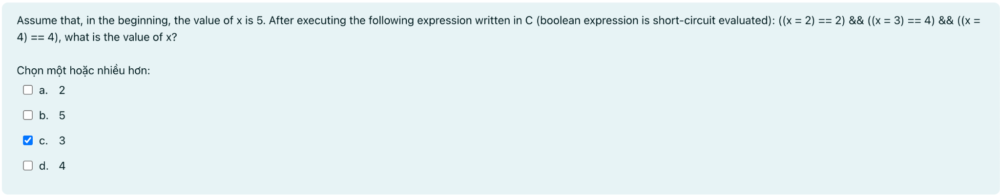 Assume that, in the beginning, the value of x is 5. After executing the following expression written in C (boolean expression is short-circuit evaluated): ((x = 2) == 2) && ((x = 3) == 4) && ((x =
4) == 4), what is the value of x?
Chọn một hoặc nhiều hơn:
a. 2
b. 5
c. 3
d. 4